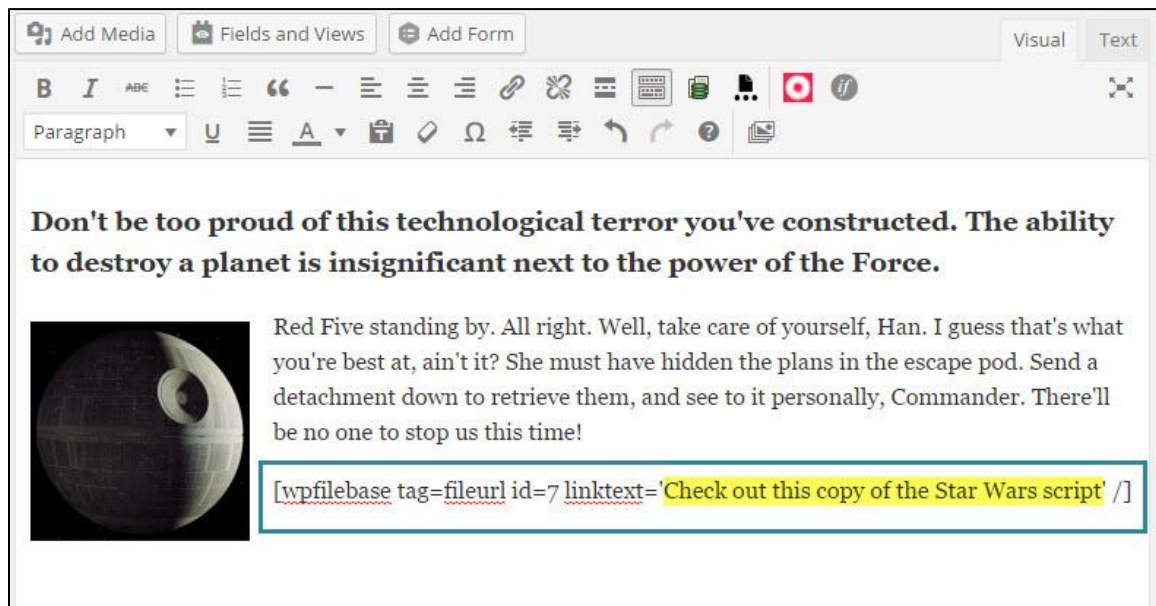 Add Media Fields and Views Add Form Visual Text
B I ABE if
Paragraph U A T Ω ?
Don't be too proud of this technological terror you've constructed. The ability
to destroy a planet is insignificant next to the power of the Force.
Red Five standing by. All right. Well, take care of yourself, Han. I guess that's what
you're best at, ain't it? She must have hidden the plans in the escape pod. Send a
detachment down to retrieve them, and see to it personally, Commander. There'll
be no one to stop us this time!
[wpfilebase tag=fileurl id=7 linktext='Check out this copy of the Star Wars script' /]